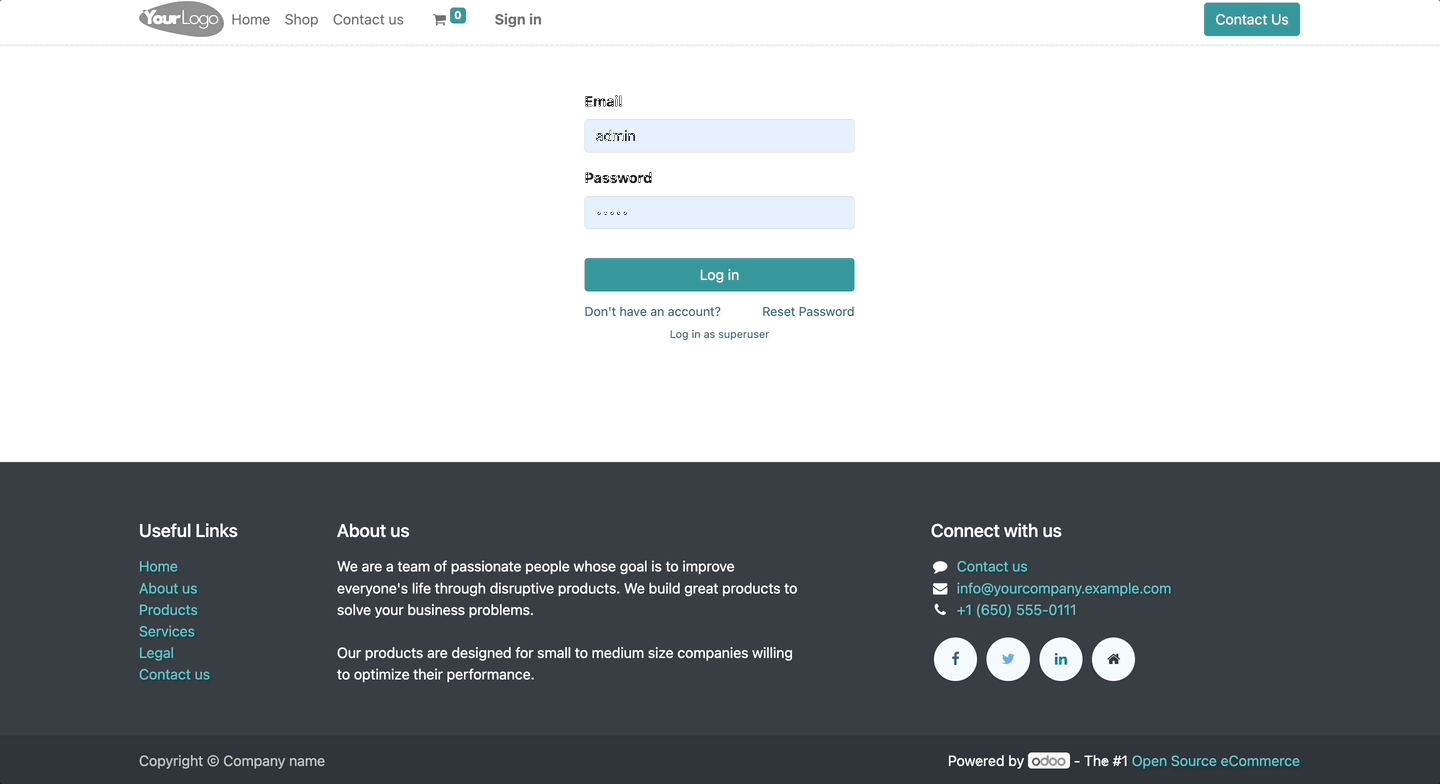 YourLogo Home Shop Contact us 0 Sign in Contact Us
Email
admin
Password
Log in
Don't have an account? Reset Password
Log in as superuser
Useful Links
Home
About us
Products
Services
Legal
Contact us
About us
We are a team of passionate people whose goal is to improve
everyone's life through disruptive products. We build great products to
solve your business problems.
Our products are designed for small to medium size companies willing
to optimize their performance.
Connect with us
Contact us
info@yourcompany.example.com
+1 (650) 555-0111
Copyright © Company name
Powered by odoo - The #1 Open Source eCommerce